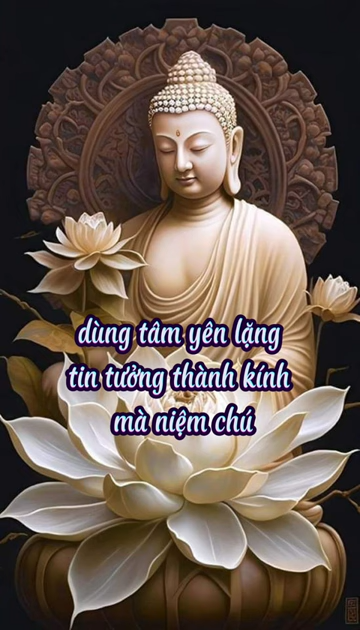 dùng tâm yên lặng
tin tưởng thành kính
mà niệm chú